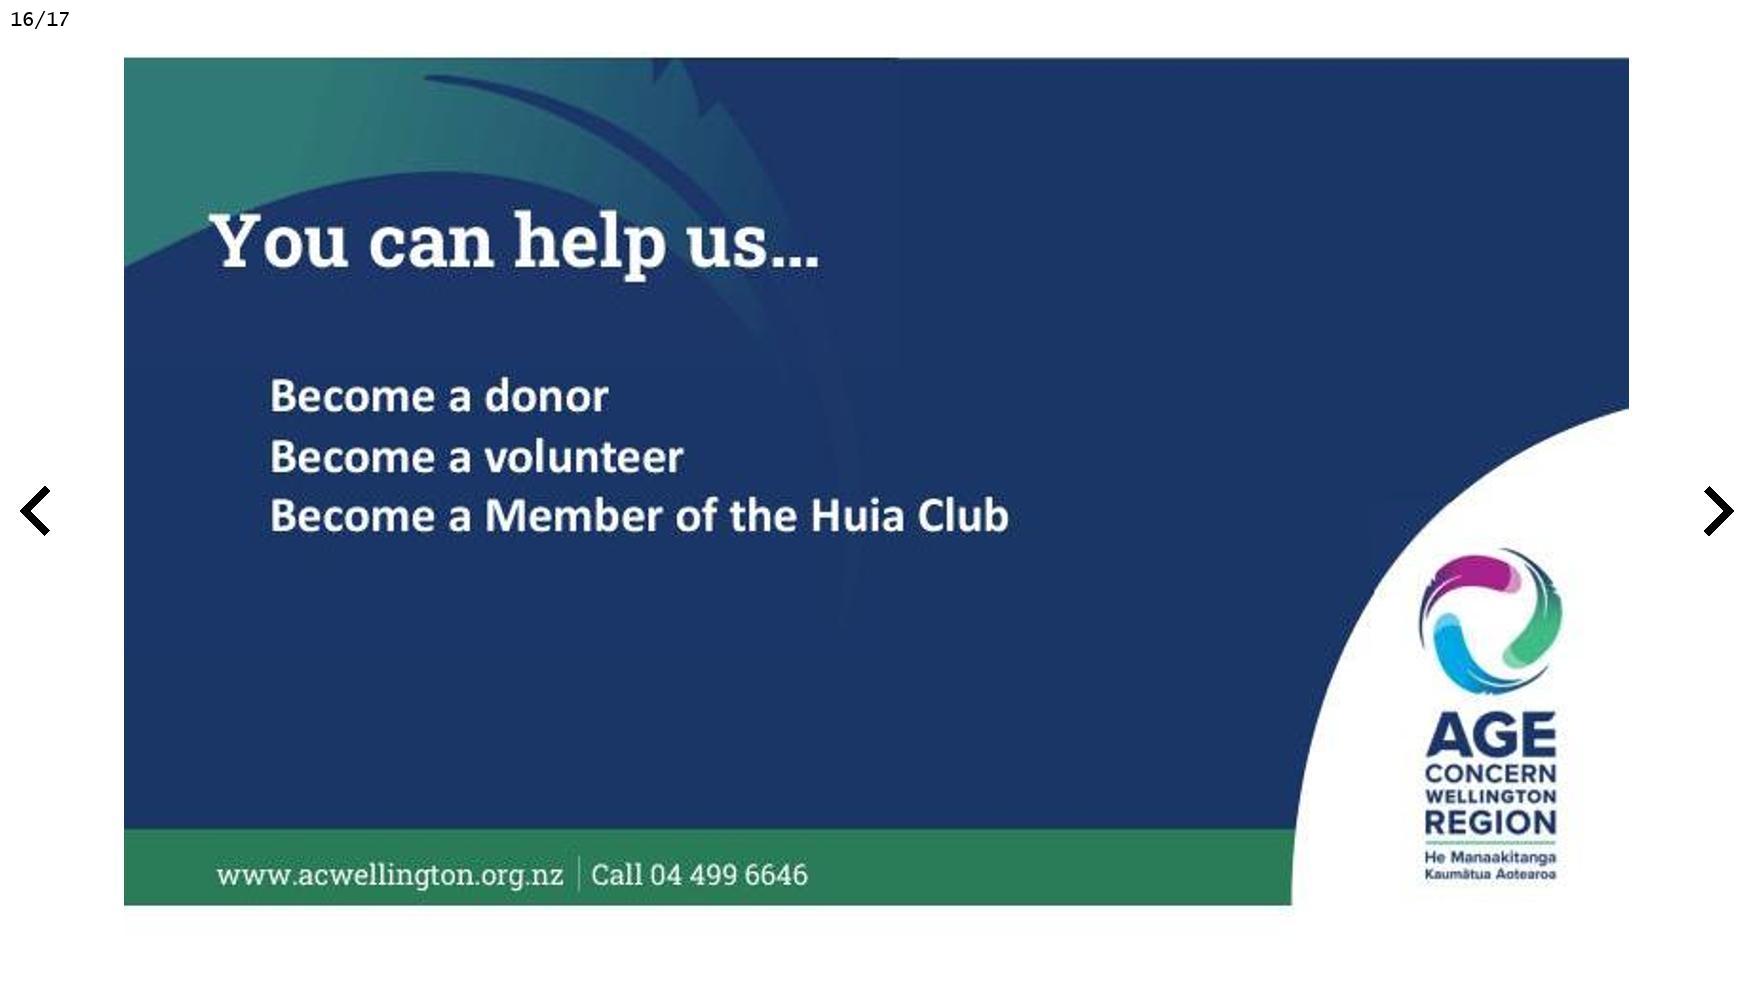 16/17
You can help us...
Become a donor
Become a volunteer
Become a Member of the Huia Club
AGE
CONCERN
WELLINGTON
REGION
He Manaakitanga
Kaumātua Aotearoa
www.acwellington.org.nz | Call 04 499 6646